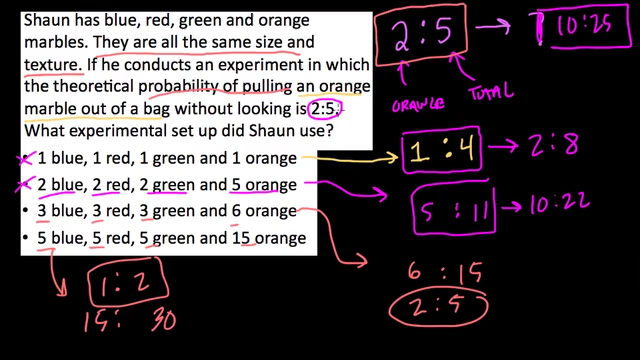 Shaun has blue, red, green and orange
marbles. They are all the same size and
texture. If he conducts an experiment in which
the theoretical probability of pulling an orange
marble out of a bag without looking is 2:5,
What experimental set up did Shaun use?
• 1 blue, 1 red, 1 green and 1 orange
• 2 blue, 2 red, 2 green and 5 orange
• 3 blue, 3 red, 3 green and 6 orange
• 5 blue, 5 red, 5 green and 15 orange
2:5
10:25
ORANGE
TOTAL
1:4
2:8
5:11
10:22
6:15
2:5
1:2
15: 30